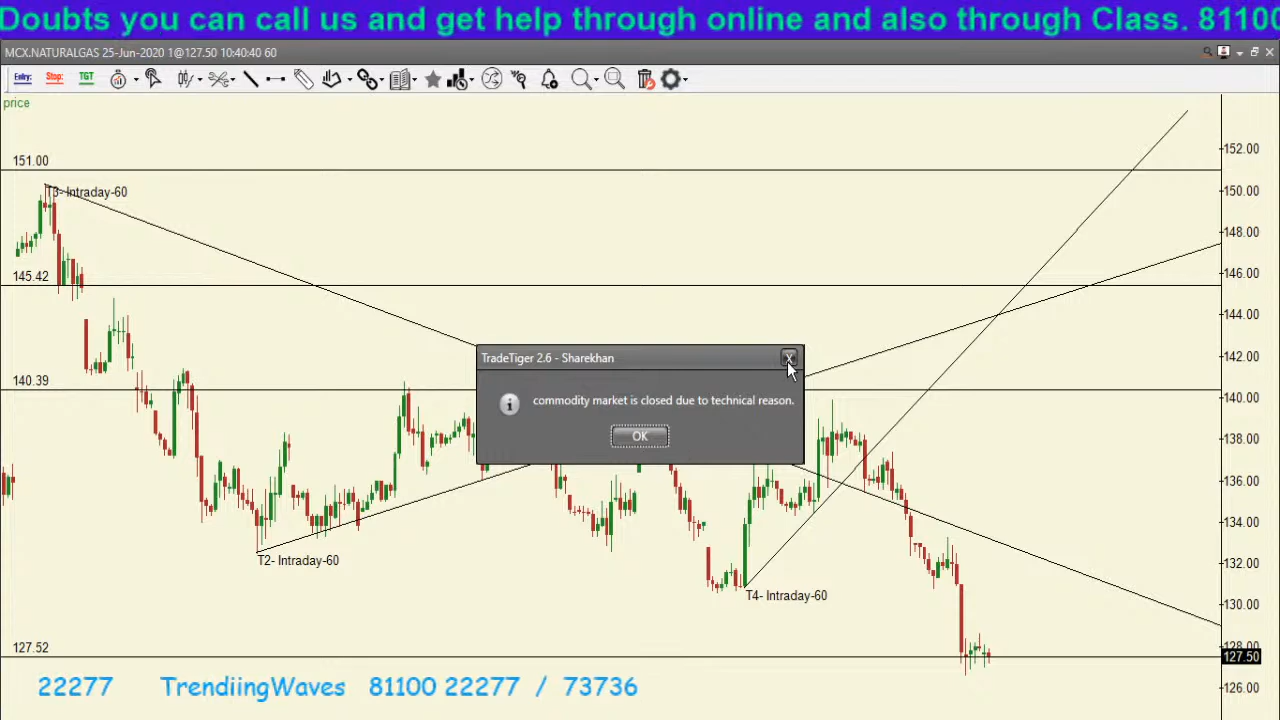 Doubts you can call us and get help through online and also through Class. 81100
MCX.NATURALGAS 25-Jun-2020 1@127.50 10:40:40 60
Entry: Stop: TGT
price
151.00
152.00
T3- Intraday-60
150.00
148.00
145.42
146.00
144.00
TradeTiger 2.6 - Sharekhan
X
142.00
140.39
commodity market is closed due to technical reason.
140.00
OK
138.00
136.00
134.00
T2- Intraday-60
132.00
T4- Intraday-60
130.00
127.52
128.00
127.50
22277 TrendiingWaves 81100 22277 / 73736
126.00